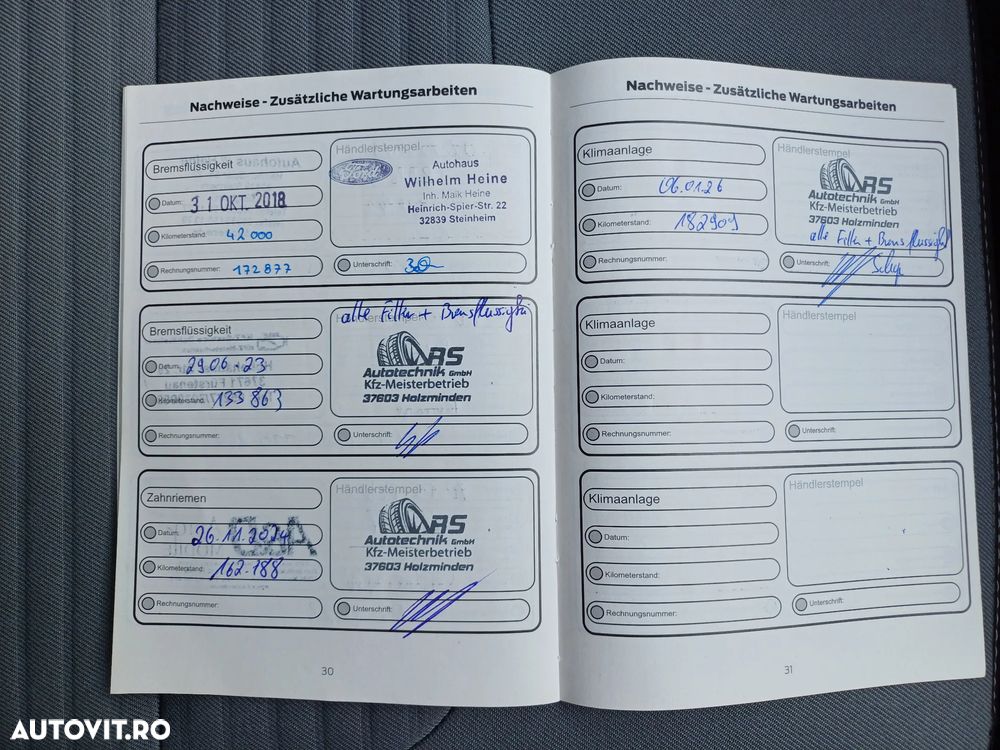 Nachweise - Zusätzliche Wartungsarbeiten
Bremsflüssigkeit
Datum: 31 OKT. 2018
Kilometerstand: 42 000
Rechnungsnummer: 172877
Händlerstempel
Ford
Autohaus
Wilhelm Heine
Inh. Maik Heine
Heinrich-Spier-Str. 22
32839 Steinheim
Unterschrift:
Bremsflüssigkeit
Datum: 29.06.23
Kilometerstand: 133 863
Rechnungsnummer:
alle Filter + Bremsflüssigkei
Händlerstempel
RS
Autotechnik GmbH
Kfz-Meisterbetrieb
37603 Holzminden
Unterschrift:
Zahnriemen
Datum: 26.11.2024
Kilometerstand: 162.188
Rechnungsnummer:
Händlerstempel
RS
Autotechnik GmbH
Kfz-Meisterbetrieb
37603 Holzminden
Unterschrift:
30
Nachweise - Zusätzliche Wartungsarbeiten
Klimaanlage
Datum: 06.01.26
Kilometerstand: 182909
Rechnungsnummer:
Händlerstempel
RS
Autotechnik GmbH
Kfz-Meisterbetrieb
37603 Holzminden
alle Filter + Bremsflüssigkeit
Unterschrift:
Klimaanlage
Datum:
Kilometerstand:
Rechnungsnummer:
Händlerstempel
Unterschrift:
Klimaanlage
Datum:
Kilometerstand:
Rechnungsnummer:
Händlerstempel
Unterschrift:
31
AUTOVIT.RO